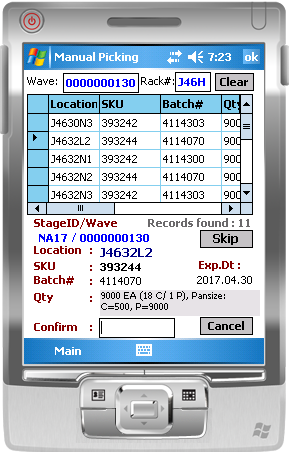 Manual Picking 7:23 ok
Wave: 0000000130 Rack#: J46H Clear
Location SKU Batch# Qty
J4630N3 393242 4114303 900
J4632L2 393244 4114070 900
J4632N1 393242 4114300 900
J4632N2 393244 4114070 900
J4632N3 393242 4114303 900
StageID/Wave Records found : 11
NA17 / 0000000130 Skip
Location : J4632L2
SKU : 393244 Exp.Dt :
Batch# : 4114070 2017.04.30
Qty : 9000 EA (18 C/ 1 P), Pansize:
C=500, P=9000
Confirm : Cancel
Main